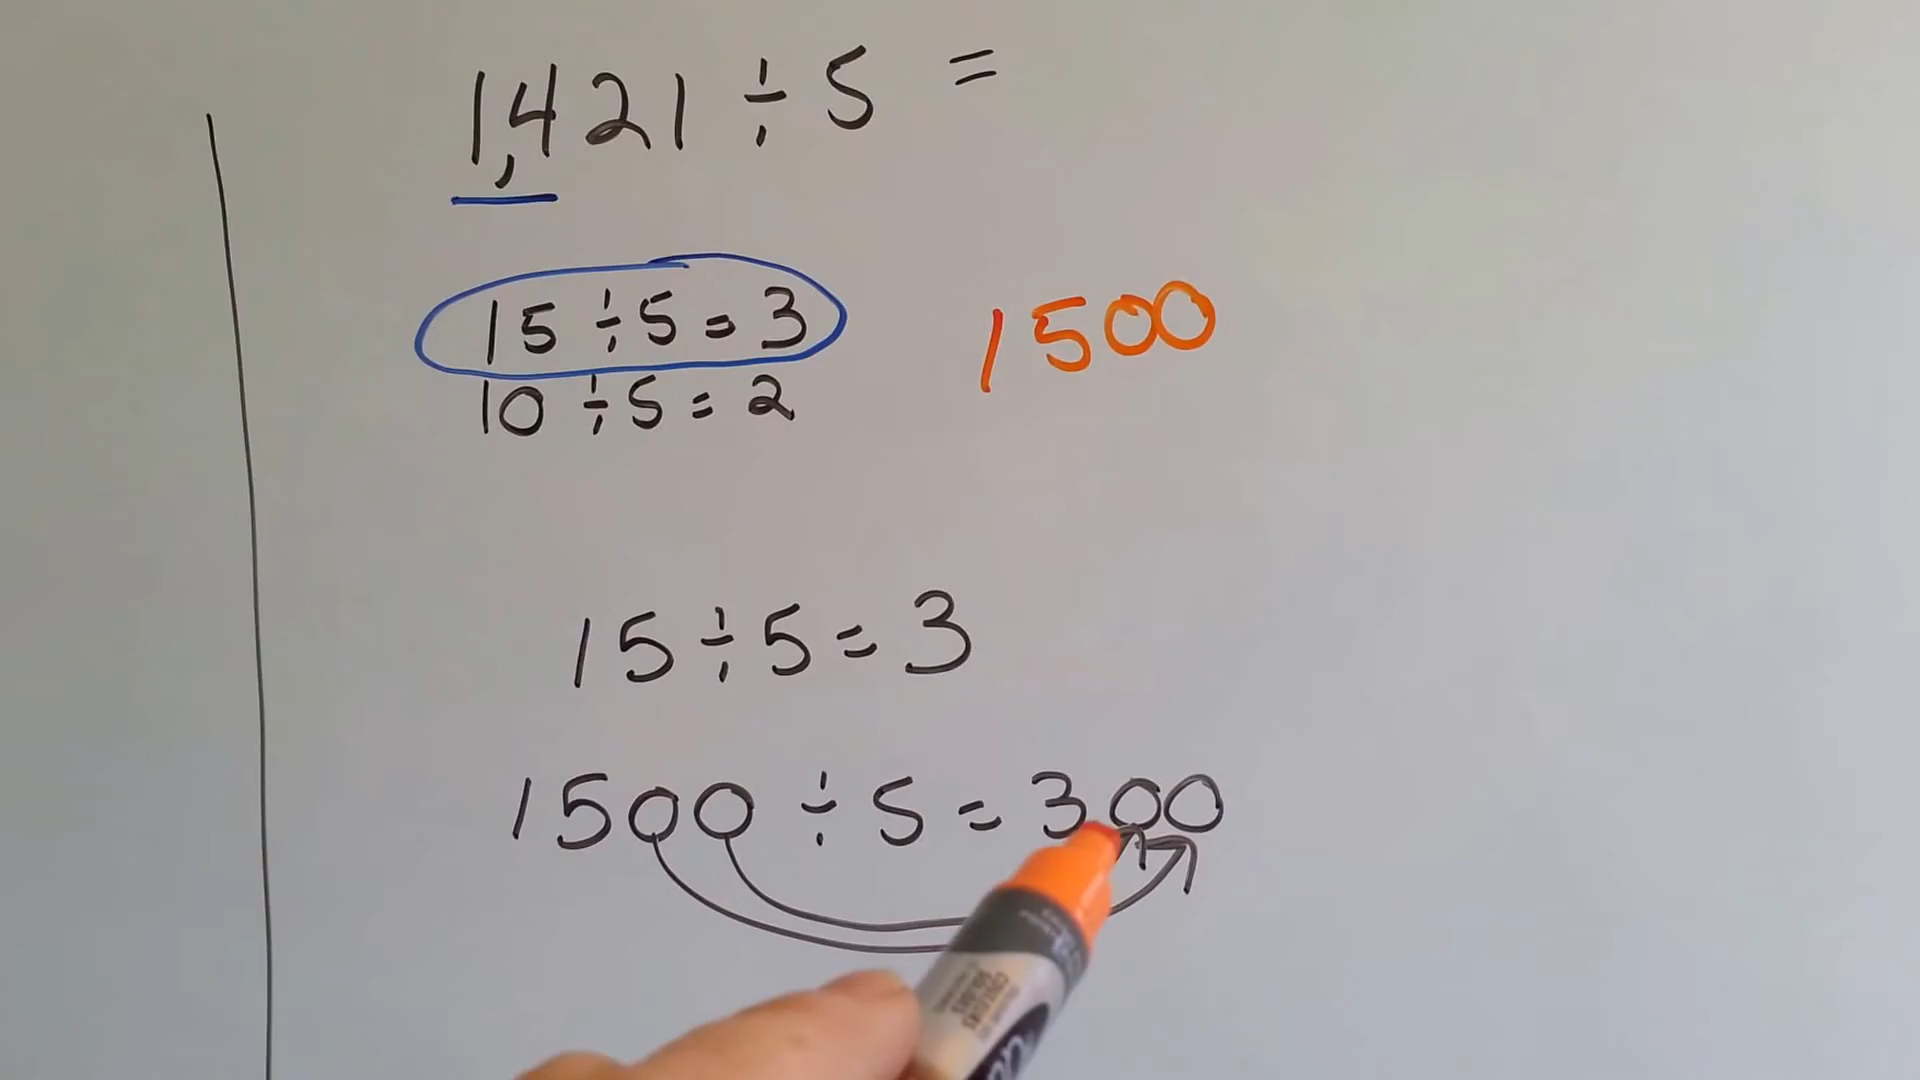 1,421 ÷ 5 =
15 ÷ 5 = 3
1500
10 ÷ 5 = 2
15 ÷ 5 = 3
1500 ÷ 5 = 300